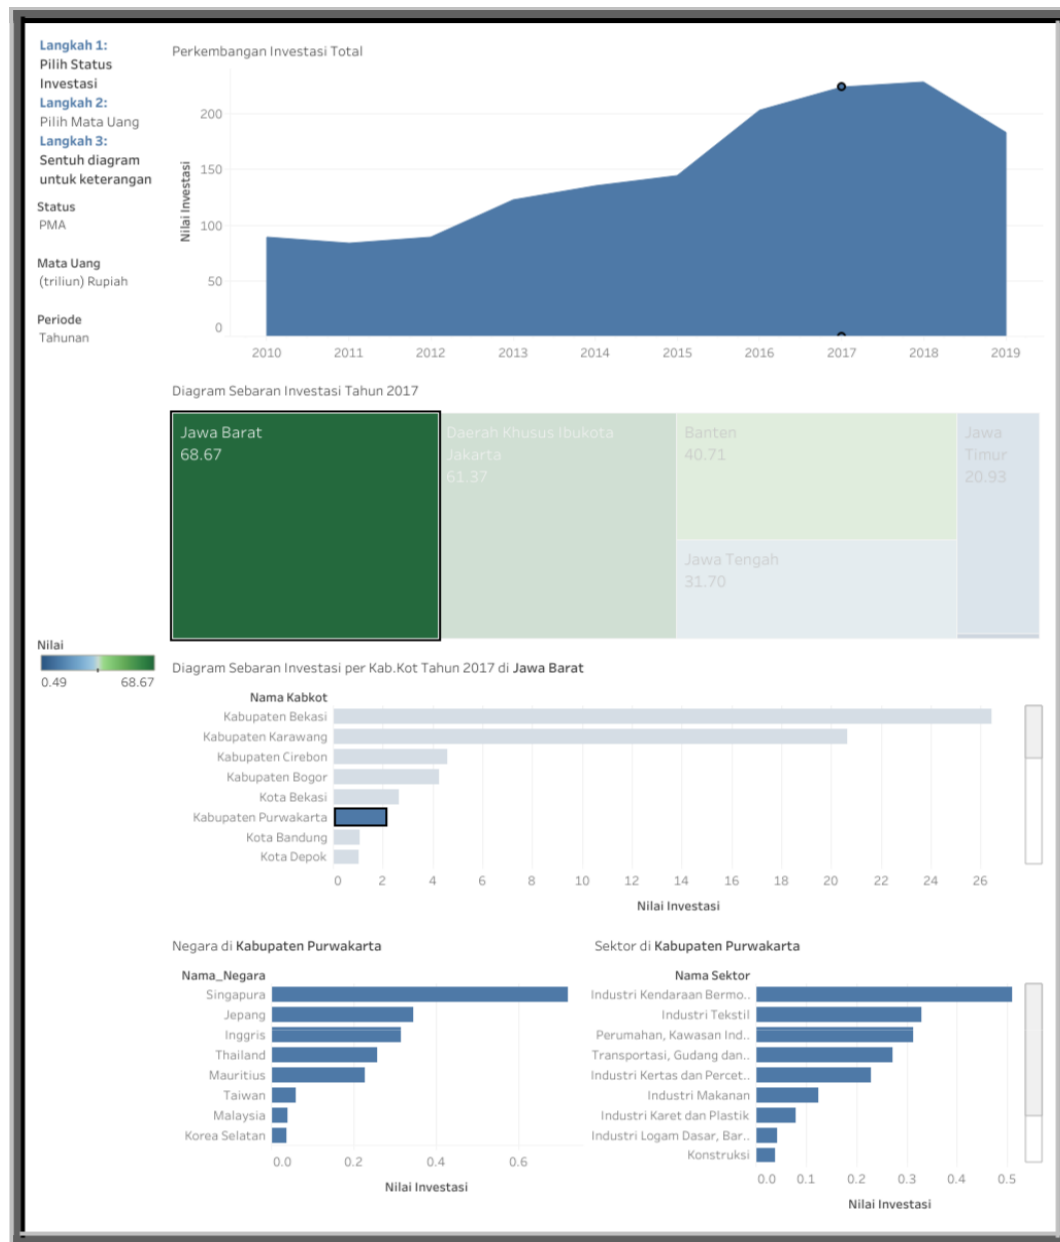 Langkah 1:
Pilih Status
Investasi
Langkah 2:
Pilih Mata Uang
Langkah 3:
Sentuh diagram
untuk keterangan
Status
PMA
Mata Uang
(triliun) Rupiah
Periode
Tahunan
Perkembangan Investasi Total
Nilai Investasi
200
150
100
50
0
2010 2011 2012 2013 2014 2015 2016 2017 2018 2019
Diagram Sebaran Investasi Tahun 2017
Jawa Barat
68.67
Daerah Khusus Ibukota
Jakarta
61.37
Banten
40.71
Jawa Tengah
31.70
Jawa
Timur
20.93
Nilai
0.49 68.67
Diagram Sebaran Investasi per Kab.Kot Tahun 2017 di Jawa Barat
Nama Kabkot
Kabupaten Bekasi
Kabupaten Karawang
Kabupaten Cirebon
Kabupaten Bogor
Kota Bekasi
Kabupaten Purwakarta
Kota Bandung
Kota Depok
0 2 4 6 8 10 12 14 16 18 20 22 24 26
Nilai Investasi
Negara di Kabupaten Purwakarta
Nama_Negara
Singapura
Jepang
Inggris
Thailand
Mauritius
Taiwan
Malaysia
Korea Selatan
0.0 0.2 0.4 0.6
Nilai Investasi
Sektor di Kabupaten Purwakarta
Nama Sektor
Industri Kendaraan Bermo..
Industri Tekstil
Perumahan, Kawasan Ind..
Transportasi, Gudang dan..
Industri Kertas dan Percet..
Industri Makanan
Industri Karet dan Plastik
Industri Logam Dasar, Bar..
Konstruksi
0.0 0.1 0.2 0.3 0.4 0.5
Nilai Investasi